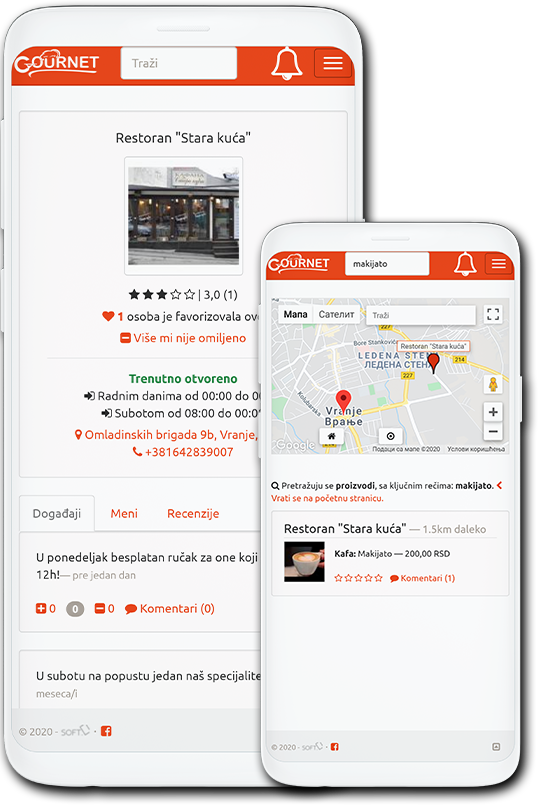 GOURNET
Traži
Restoran "Stara kuća"
3,0 (1)
1 osoba je favorizovala ov
Više mi nije omiljeno
Trenutno otvoreno
Radnim danima od 00:00 do 0
Subotom od 08:00 do 00:0
Omladinskih brigada 9b, Vranje,
+381642839007
Događaji
Meni
Recenzije
U ponedeljak besplatan ručak za one koji
12h!— pre jedan dan
0 0 0 Komentari (0)
U subotu na popustu jedan naš specijalite
meseca/i
© 2020 - SOFT ·
GOURNET
makijato
Мапа
Сателит
Traži
Bore Stankovića
Restoran "Stara kuća"
LEDENA STE
ЛЕДЕНА СТЕНА
227
214
Kolubarska
227
227
Vranje
Врање
Google
Подаци са мапе ©2020
Услови коришћења
Pretražuju se proizvodi, sa ključnim rečima: makijato.
Vrati se na početnu stranicu.
Restoran "Stara kuća" — 1.5km daleko
Kafa: Makijato — 200,00 RSD
Komentari (1)
© 2020 - SOFT ·